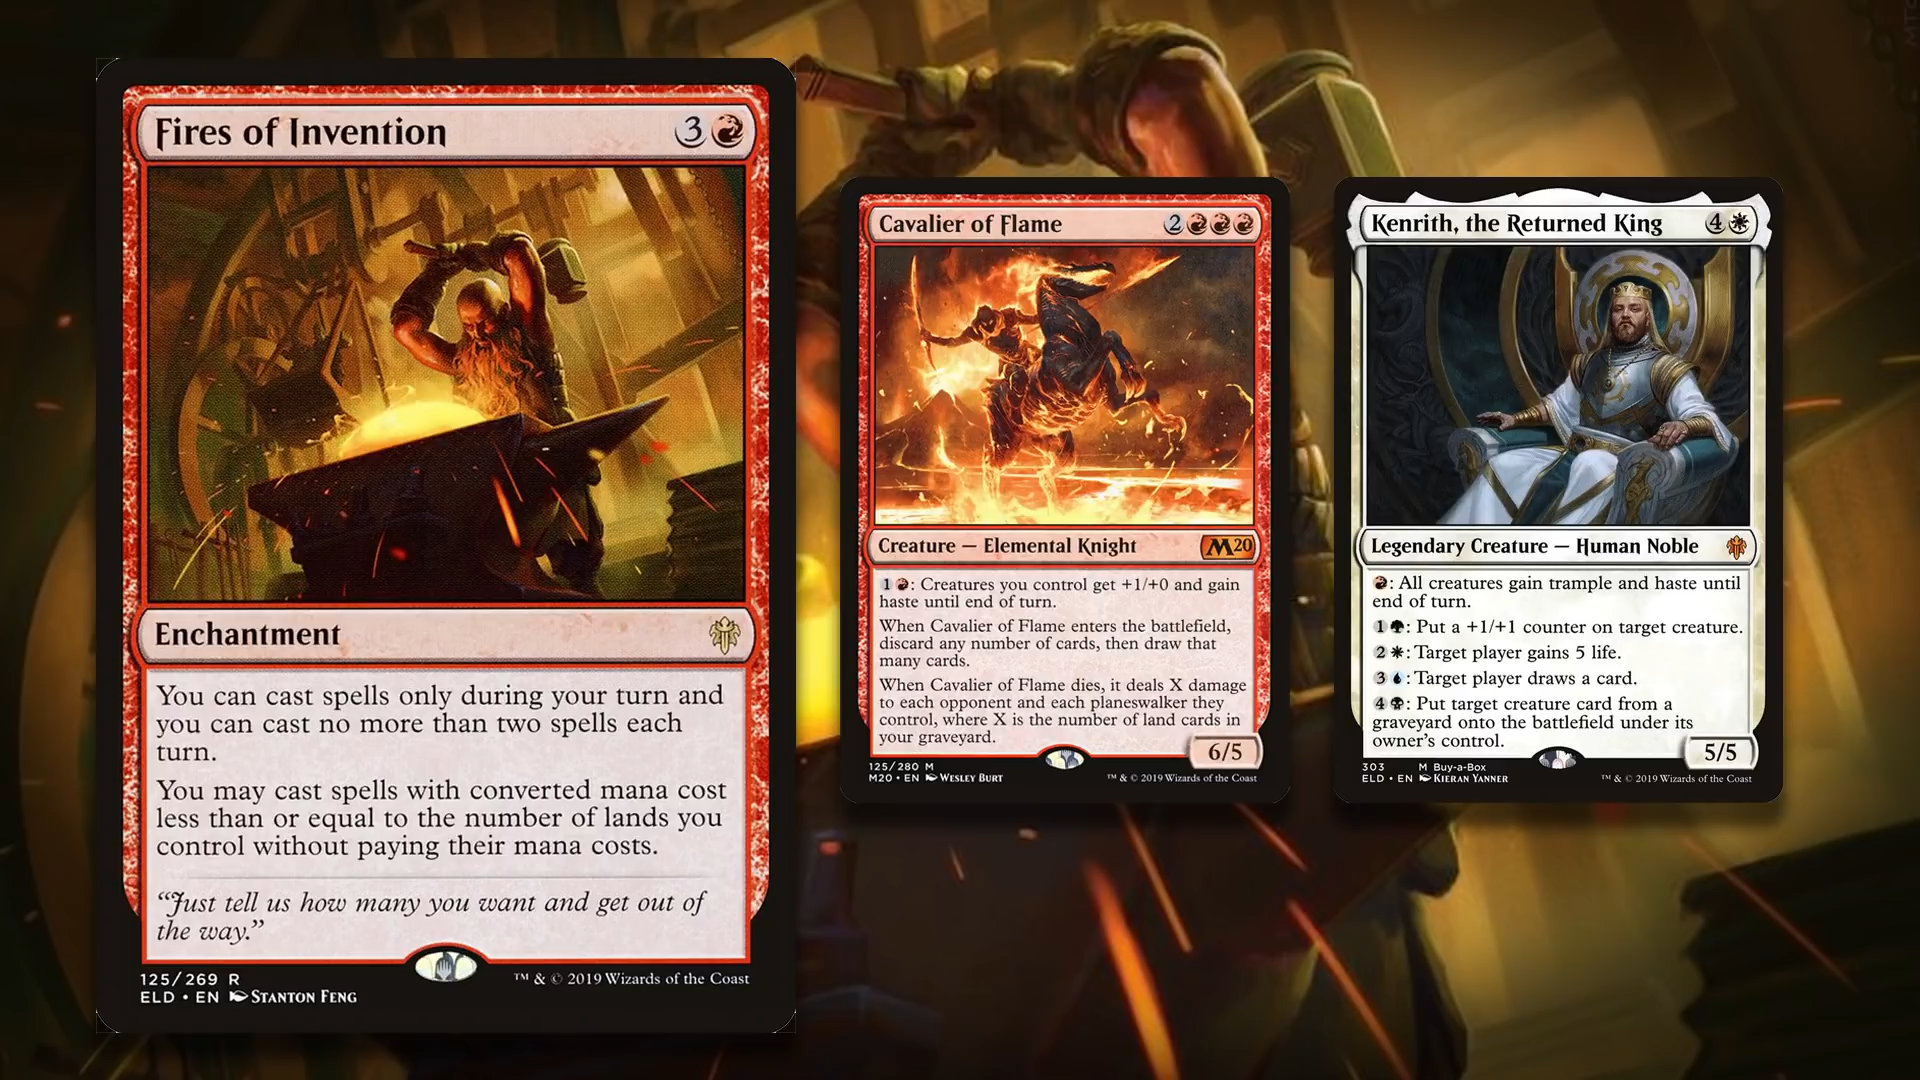 Fires of Invention
3
Enchantment
You can cast spells only during your turn and
you can cast no more than two spells each
turn.
You may cast spells with converted mana cost
less than or equal to the number of lands you
control without paying their mana costs.
“Just tell us how many you want and get out of
the way.”
125/269 R
ELD • EN Stanton Feng
™ & © 2019 Wizards of the Coast
Cavalier of Flame
2
Creature — Elemental Knight
M20
1: Creatures you control get +1/+0 and gain
haste until end of turn.
When Cavalier of Flame enters the battlefield,
discard any number of cards, then draw that
many cards.
When Cavalier of Flame dies, it deals X damage
to each opponent and each planeswalker they
control, where X is the number of land cards in
your graveyard.
6/5
125/280 M
M20 • EN Wesley Burt
™ & © 2019 Wizards of the Coast
Kenrith, the Returned King
4
Legendary Creature — Human Noble
: All creatures gain trample and haste until
end of turn.
1: Put a +1/+1 counter on target creature.
2: Target player gains 5 life.
3: Target player draws a card.
4: Put target creature card from a
graveyard onto the battlefield under its
owner's control.
5/5
303 M Buy-a-Box
ELD • EN Kieran Yanner
™ & © 2019 Wizards of the Coast